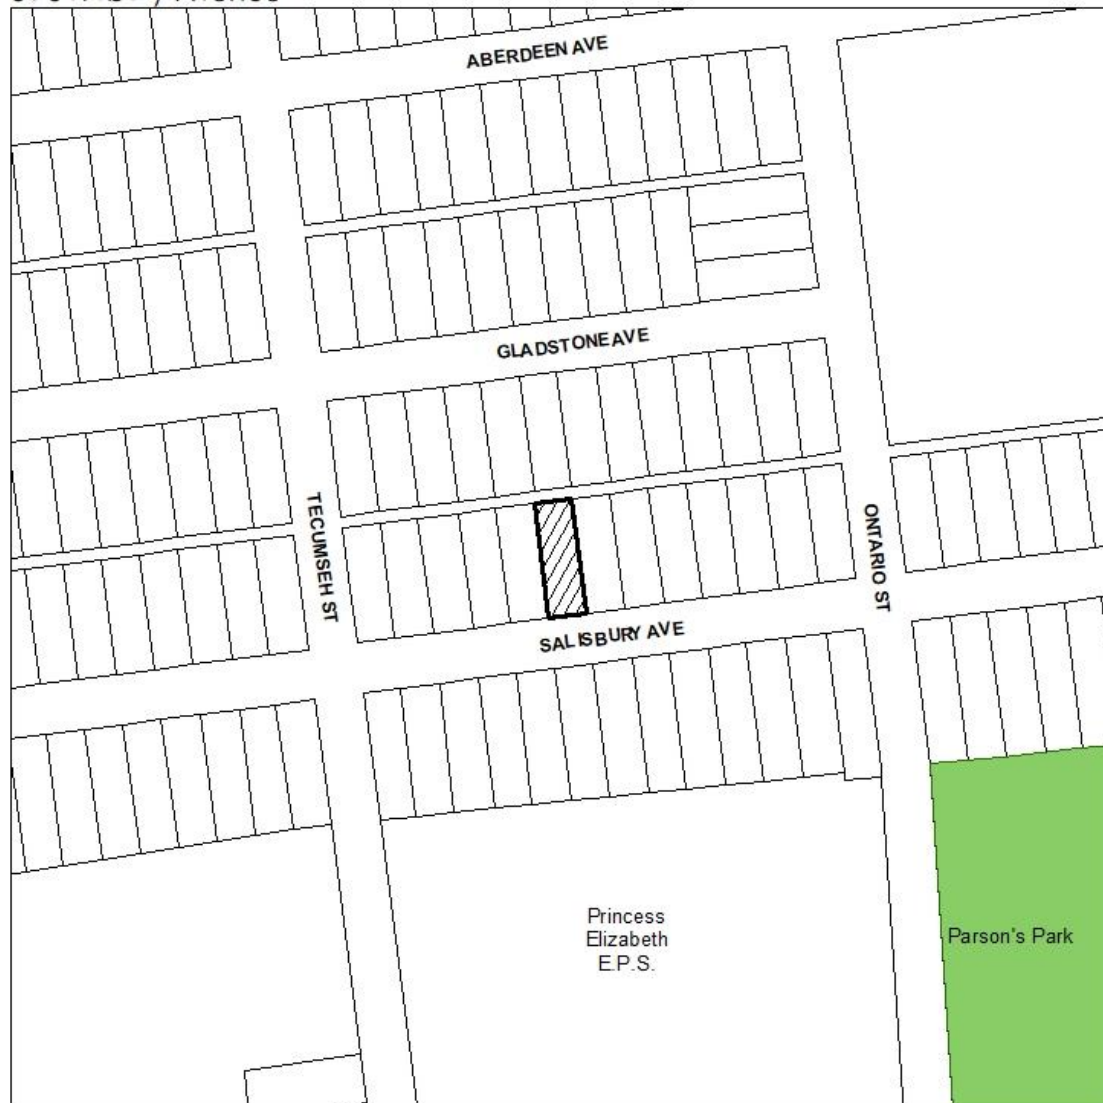 ABERDEEN AVE
GLADSTONE AVE
TECUMSEH ST
ONTARIO ST
SALISBURY AVE
Princess
Elizabeth
E.P.S.
Parson's Park